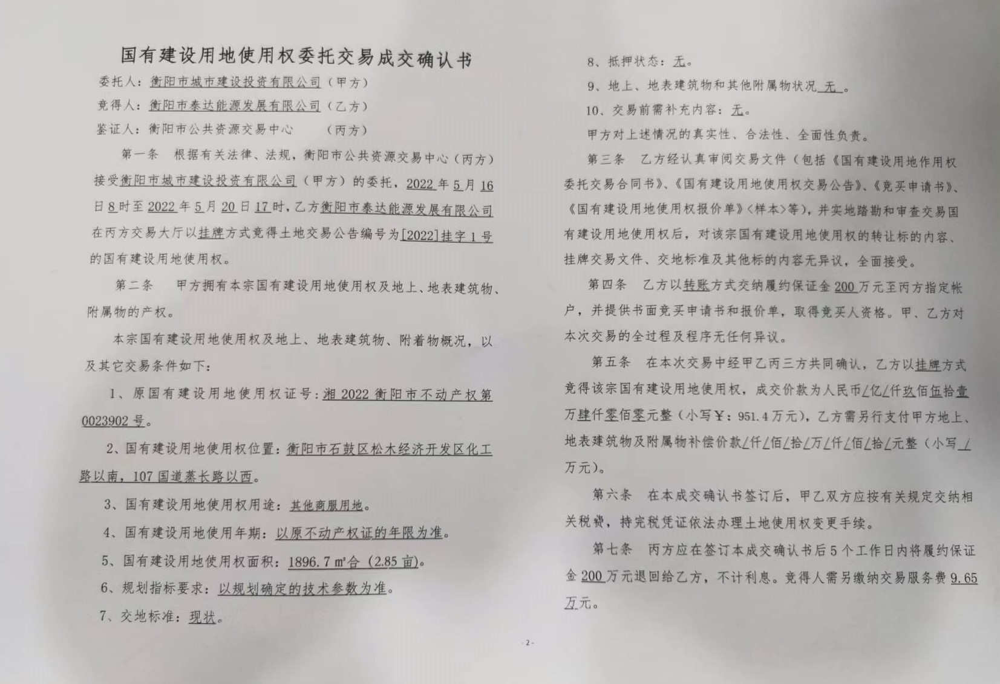 国有建设用地使用权委托交易成交确认书
委托人：衡阳市城市建设投资有限公司（甲方）
竞得人：衡阳市泰达能源发展有限公司（乙方）
鉴证人：衡阳市公共资源交易中心 （丙方）
第一条 根据有关法律、法规，衡阳市公共资源交易中心（丙方）
接受衡阳市城市建设投资有限公司（甲方）的委托，2022年5月16
日8时至2022年5月20日17时，乙方衡阳市泰达能源发展有限公司
在丙方交易大厅以挂牌方式竞得土地交易公告编号为[2022]挂字1号
的国有建设用地使用权。
第二条 甲方拥有本宗国有建设用地使用权及地上、地表建筑物、
附属物的产权。
本宗国有建设用地使用权及地上、地表建筑物、附着物概况，以
及其它交易条件如下：
1、原国有建设用地使用权证号：湘2022衡阳市不动产权第
0023902号。
2、国有建设用地使用权位置：衡阳市石鼓区松木经济开发区化工
路以南，107国道蒸长路以西。
3、国有建设用地使用权用途：其他商服用地。
4、国有建设用地使用年期：以原不动产权证的年限为准。
5、国有建设用地使用权面积：1896.7㎡合（2.85亩)。
6、规划指标要求：以规划确定的技术参数为准。
7、交地标准：现状。
8、抵押状态：无。
9、地上、地表建筑物和其他附属物状况 无 。
10、交易前需补充内容：无。
甲方对上述情况的真实性、合法性、全面性负责。
第三条 乙方经认真审阅交易文件（包括《国有建设用地作用权
委托交易合同书》、《国有建设用地使用权交易公告》、《竞买申请书》、
《国有建设用地使用权报价单》<样本>等），并实地踏勘和审查交易国
有建设用地使用权后，对该宗国有建设用地使用权的转让标的内容、
挂牌交易文件、交地标准及其他标的内容无异议，全面接受。
第四条 乙方以转账方式交纳履约保证金200万元至丙方指定帐
户，并提供书面竞买申请书和报价单，取得竞买人资格。甲、乙方对
本次交易的全过程及程序无任何异议。
第五条 在本次交易中经甲乙丙三方共同确认，乙方以挂牌方式
竞得该宗国有建设用地使用权，成交价款为人民币/亿/仟玖佰伍拾壹
万肆仟零佰零元整（小写￥：951.4万元），乙方需另行支付甲方地上、
地表建筑物及附属物补偿价款/仟/佰/拾/万/仟/佰/拾/元整（小写 /
万元）。
第六条 在本成交确认书签订后，甲乙双方应按有关规定交纳相
关税费，持完税凭证依法办理土地使用权变更手续。
第七条 丙方应在签订本成交确认书后5个工作日内将履约保证
金200万元退回给乙方，不计利息。竞得人需另缴纳交易服务费9.65
万元。
- 2 -